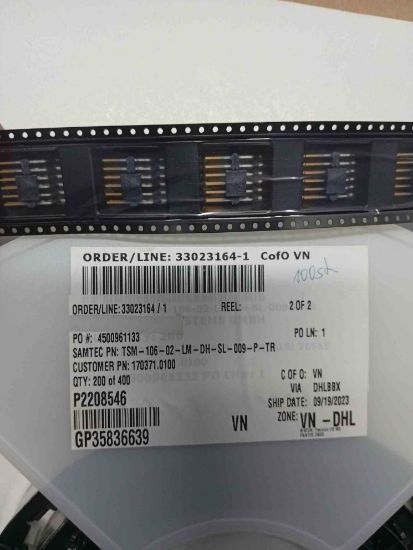 ORDER/LINE: 33023164-1 CofO VN
100st
ORDER/LINE:33023164 / 1 REEL: 2 OF 2
PO #: 4500961133 PO LN: 1
SAMTEC PN: TSM-106-02-LM-DH-SL-009-P-TR
CUSTOMER PN: 170371.0100
QTY: 200 of 400 C OF O: VN
P2208546 VIA DHLBBX
SHIP DATE: 09/19/2023
VN ZONE: VN -DHL
GP35836639